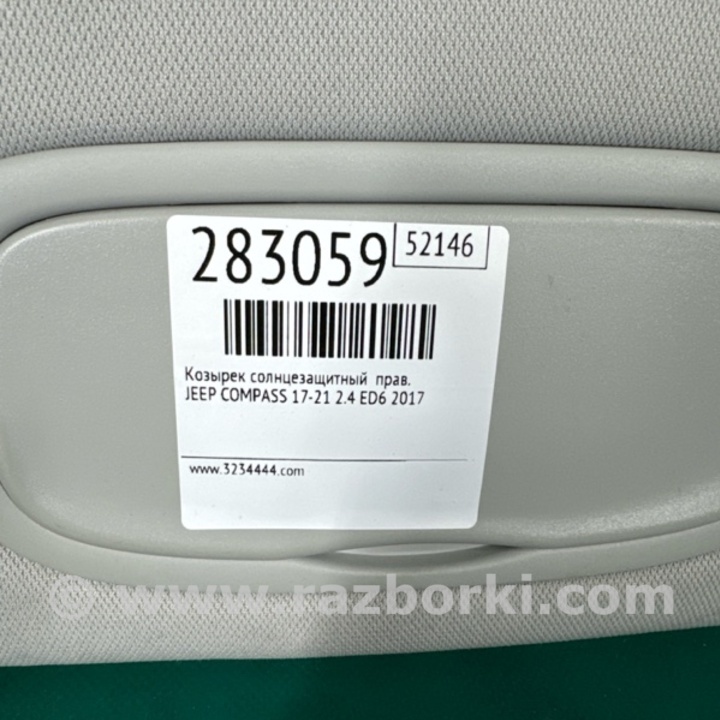 283059
52146
Козырек солнцезащитный прав.
JEEP COMPASS 17-21 2.4 ED6 2017
www.3234444.com
© www.razborki.com